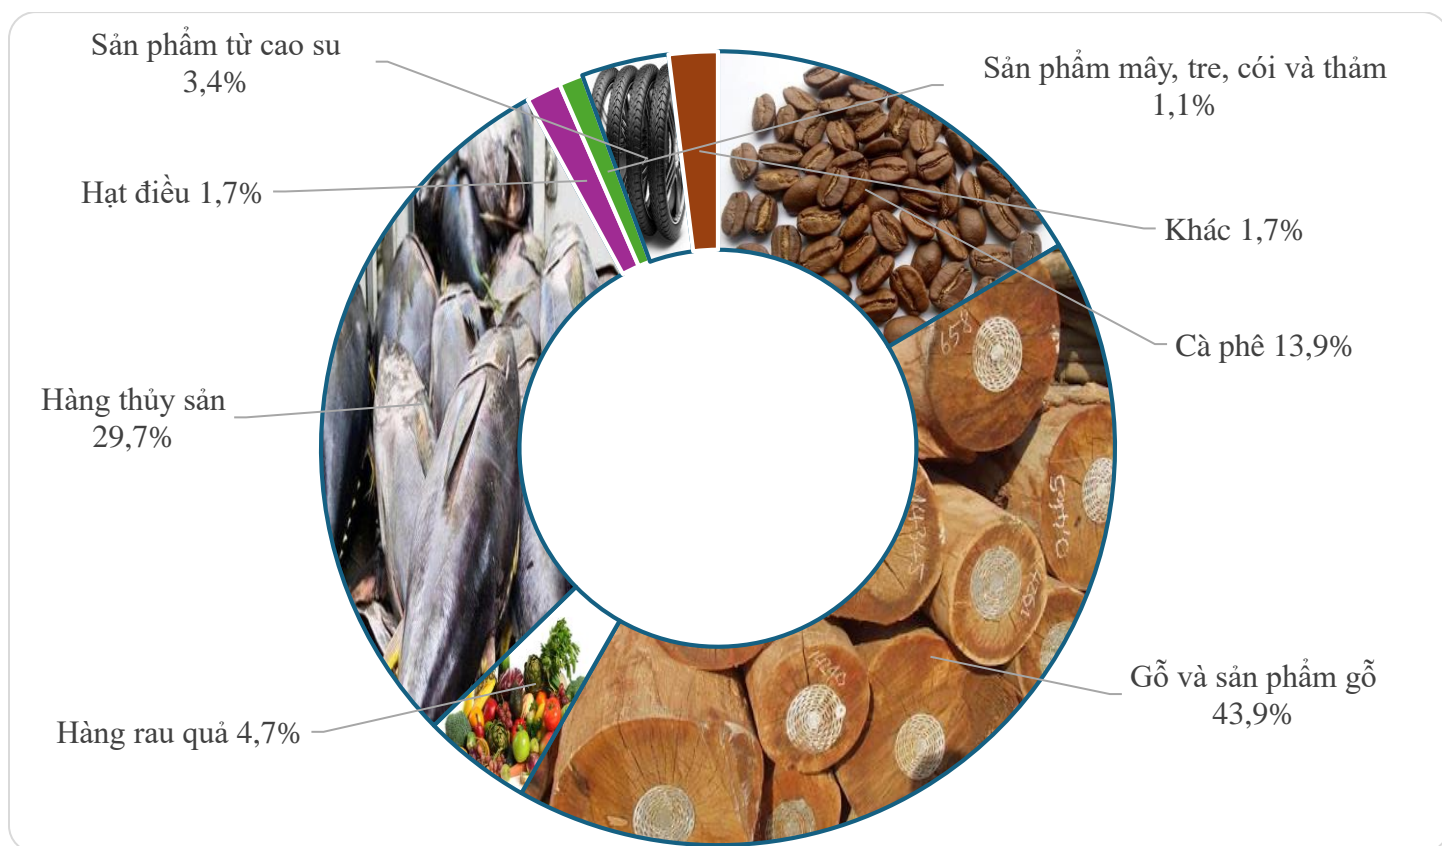 Sản phẩm từ cao su
3,4%
Sản phẩm mây, tre, cói và thảm
1,1%
Hạt điều 1,7%
Khác 1,7%
Cà phê 13,9%
Hàng thủy sản
29,7%
Gỗ và sản phẩm gỗ
43,9%
Hàng rau quả 4,7%
658